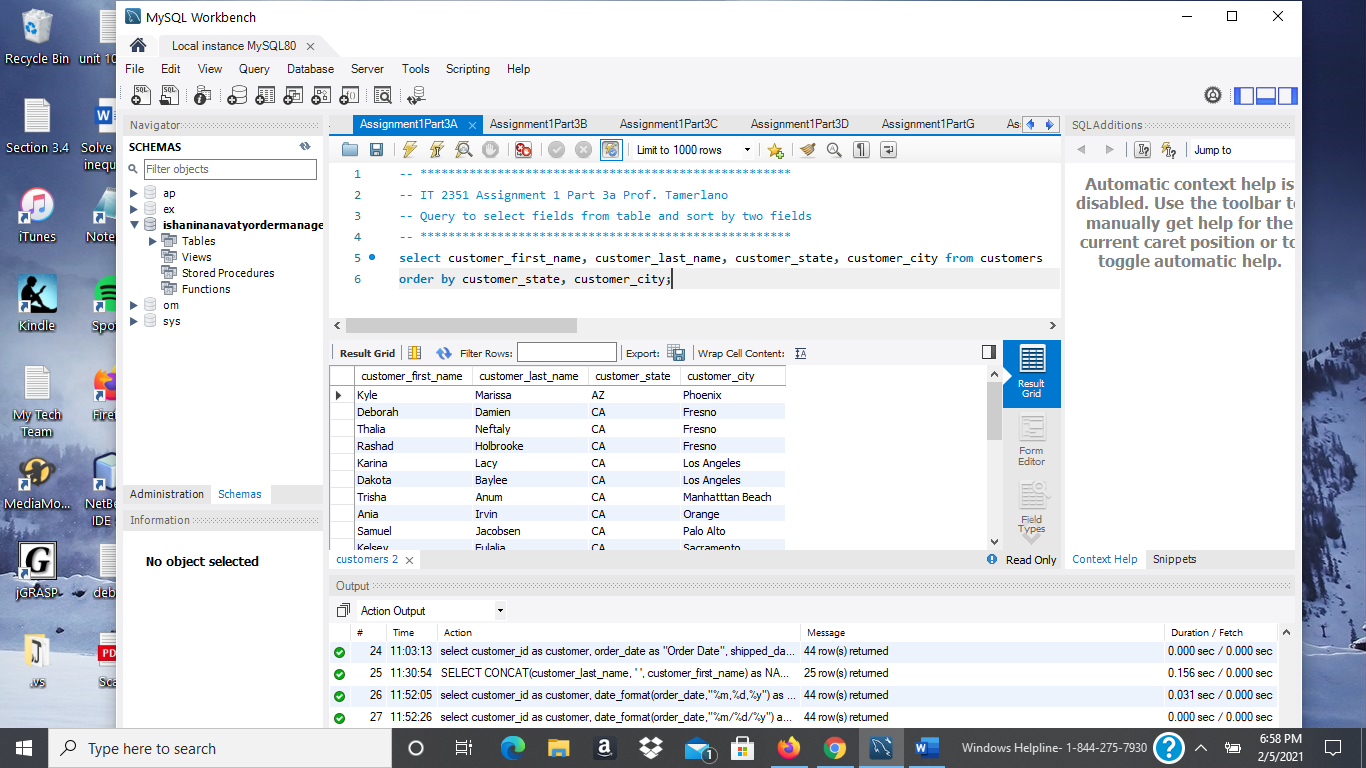 Recycle Bin
unit 10
Section 3.4
Solve
inequ
iTunes
Note
Kindle
Spot
My Tech
Team
Firef
MediaMo...
NetBe
IDE
jGRASP
deb
.vs
PDF
Sca
MySQL Workbench
Local instance MySQL80
File Edit View Query Database Server Tools Scripting Help
Navigator
SCHEMAS
Filter objects
ap
ex
ishaninanavatyordermanage
Tables
Views
Stored Procedures
Functions
om
sys
Administration Schemas
Information
No object selected
Assignment1Part3A Assignment1Part3B Assignment1Part3C Assignment1Part3D Assignment1PartG As
Limit to 1000 rows
1 -- *****************************************************
2 -- IT 2351 Assignment 1 Part 3a Prof. Tamerlano
3 -- Query to select fields from table and sort by two fields
4 -- *****************************************************
5 select customer_first_name, customer_last_name, customer_state, customer_city from customers
6 order by customer_state, customer_city;
Result Grid Filter Rows: Export: Wrap Cell Content:
customer_first_name customer_last_name customer_state customer_city
Kyle Marissa AZ Phoenix
Deborah Damien CA Fresno
Thalia Neftaly CA Fresno
Rashad Holbrooke CA Fresno
Karina Lacy CA Los Angeles
Dakota Baylee CA Los Angeles
Trisha Anum CA Manhatttan Beach
Ania Irvin CA Orange
Samuel Jacobsen CA Palo Alto
Kelsey Eulalia CA Sacramento
Result
Grid
Form
Editor
Field
Types
customers 2
Read Only
SQLAdditions
Jump to
Automatic context help is
disabled. Use the toolbar to
manually get help for the
current caret position or to
toggle automatic help.
Context Help Snippets
Output
Action Output
# Time Action Message Duration / Fetch
24 11:03:13 select customer_id as customer, order_date as "Order Date", shipped_da... 44 row(s) returned 0.000 sec / 0.000 sec
25 11:30:54 SELECT CONCAT(customer_last_name, ' ', customer_first_name) as NA... 25 row(s) returned 0.156 sec / 0.000 sec
26 11:52:05 select customer_id as customer, date_format(order_date,"%m,%d,%y") as ... 44 row(s) returned 0.031 sec / 0.000 sec
27 11:52:26 select customer_id as customer, date_format(order_date,"%m/%d/%y") a... 44 row(s) returned 0.000 sec / 0.000 sec
Type here to search
Windows Helpline- 1-844-275-7930
6:58 PM
2/5/2021